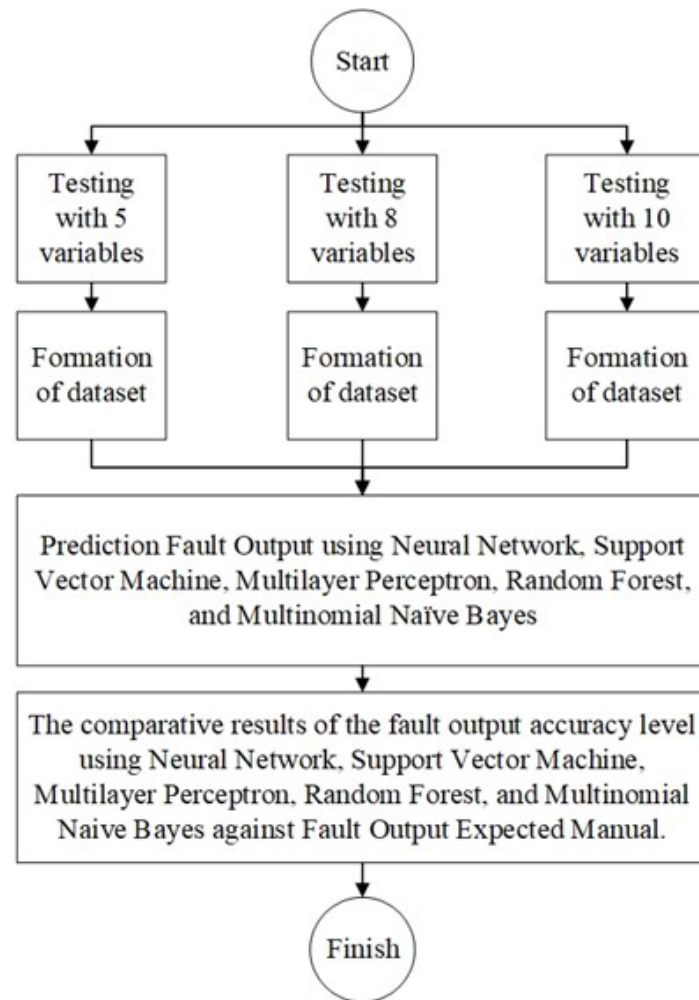 Start
Testing
with 5
variables
Testing
with 8
variables
Testing
with 10
variables
Formation
of dataset
Formation
of dataset
Formation
of dataset
Prediction Fault Output using Neural Network, Support
Vector Machine, Multilayer Perceptron, Random Forest,
and Multinomial Naïve Bayes
The comparative results of the fault output accuracy level
using Neural Network, Support Vector Machine,
Multilayer Perceptron, Random Forest, and Multinomial
Naive Bayes against Fault Output Expected Manual.
Finish